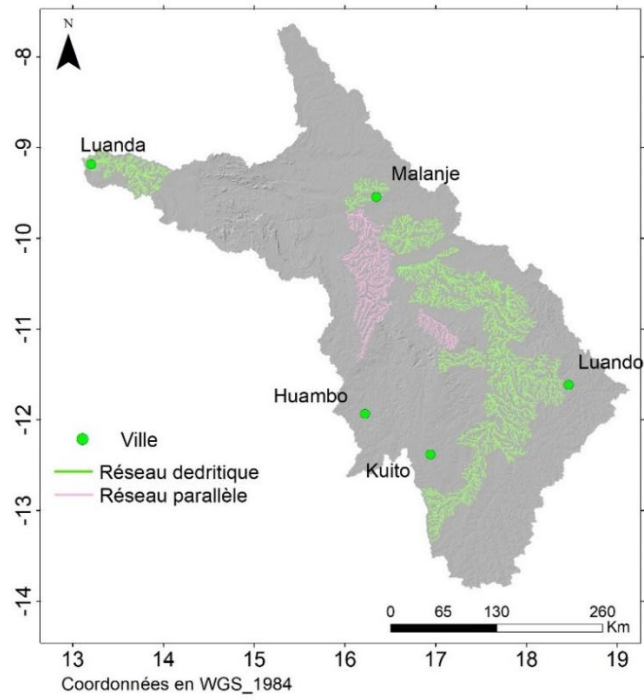 N
-8
-9
-10
-11
-12
-13
-14
Luanda
Malanje
Luando
Huambo
Kuito
Ville
Réseau dedritique
Réseau parallèle
0 65 130 260
Km
13 14 15 16 17 18 19
Coordonnées en WGS_1984